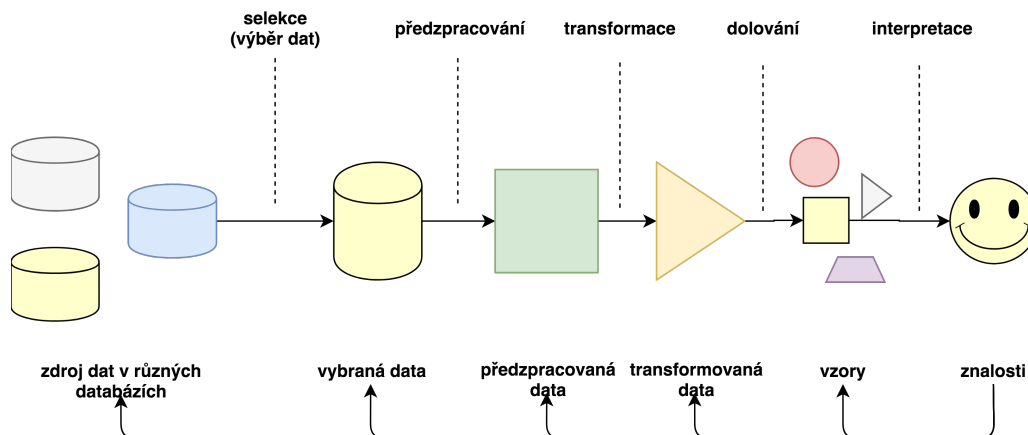 selekce
(výběr dat)
předzpracování
transformace
dolování
interpretace
zdroj dat v různých
databázích
vybraná data
předzpracovaná
data
transformovaná
data
vzory
znalosti